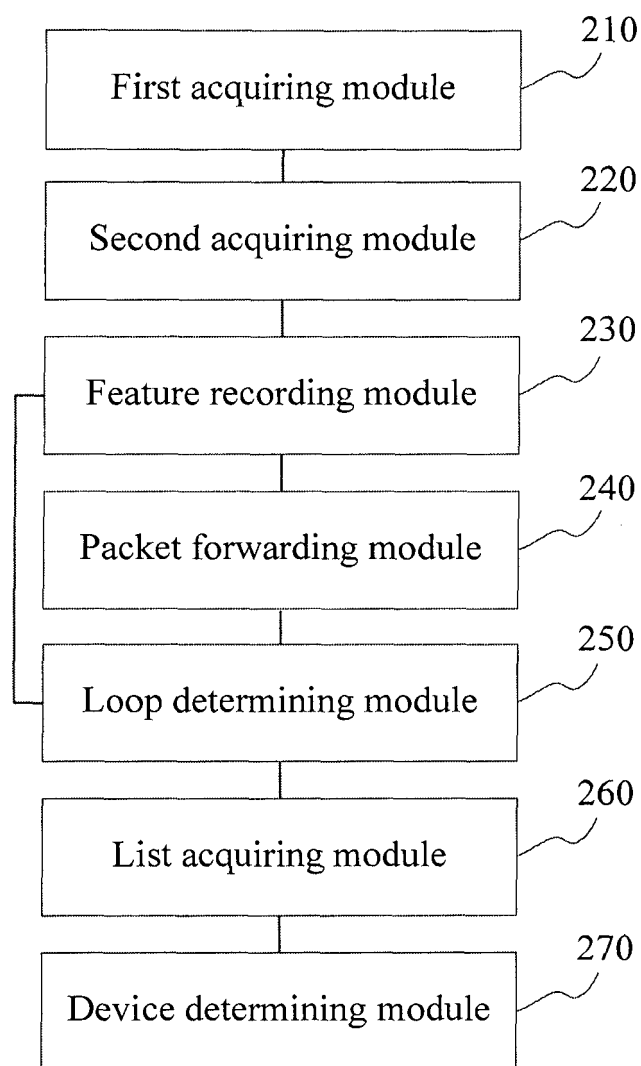 210
First acquiring module
220
Second acquiring module
230
Feature recording module
240
Packet forwarding module
250
Loop determining module
260
List acquiring module
270
Device determining module